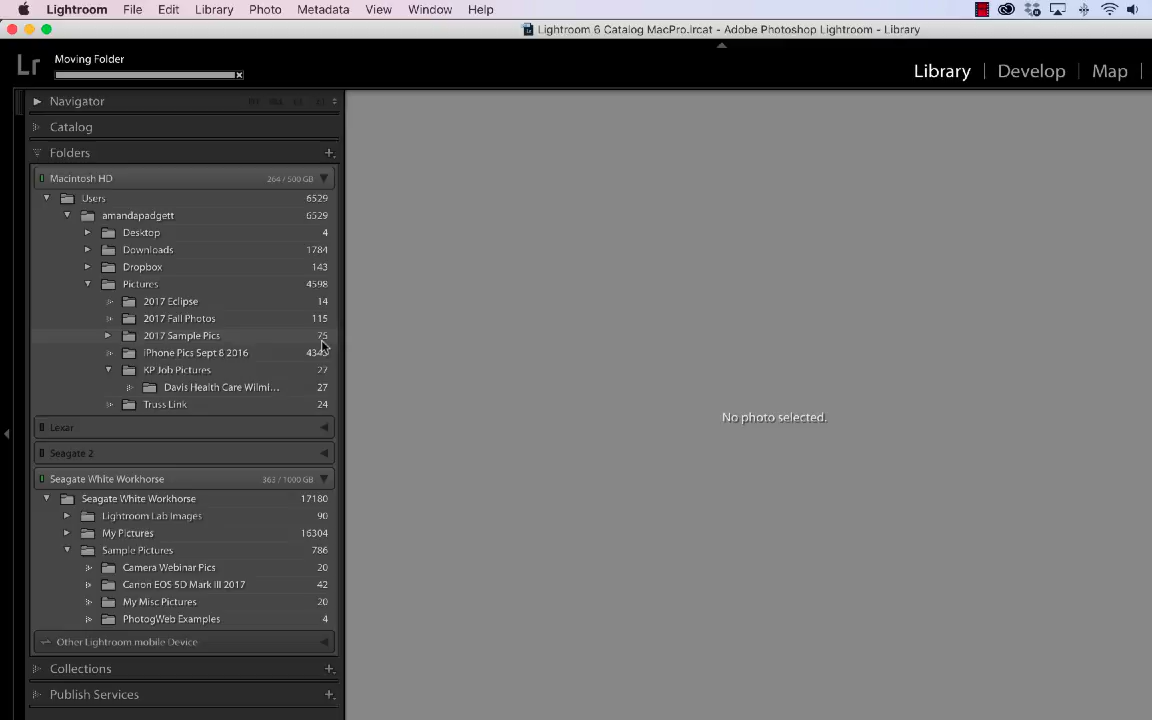 Lightroom File Edit Library Photo Metadata View Window Help
Lightroom 6 Catalog MacPro.lrcat - Adobe Photoshop Lightroom - Library
Lr Moving Folder
Library | Develop | Map |
Navigator
Catalog
Folders
Macintosh HD 264 / 500 GB
Users 6529
amandapadgett 6529
Desktop 4
Downloads 1784
Dropbox 143
Pictures 4598
2017 Eclipse 14
2017 Fall Photos 115
2017 Sample Pics 75
iPhone Pics Sept 8 2016 4343
KP Job Pictures 27
Davis Health Care Wilmi... 27
Truss Link 24
Lexar
Seagate 2
Seagate White Workhorse 363 / 1000 GB
Seagate White Workhorse 17180
Lightroom Lab Images 90
My Pictures 16304
Sample Pictures 786
Camera Webinar Pics 20
Canon EOS 5D Mark III 2017 42
My Misc Pictures 20
PhotogWeb Examples 4
Other Lightroom mobile Device
Collections
Publish Services
No photo selected.